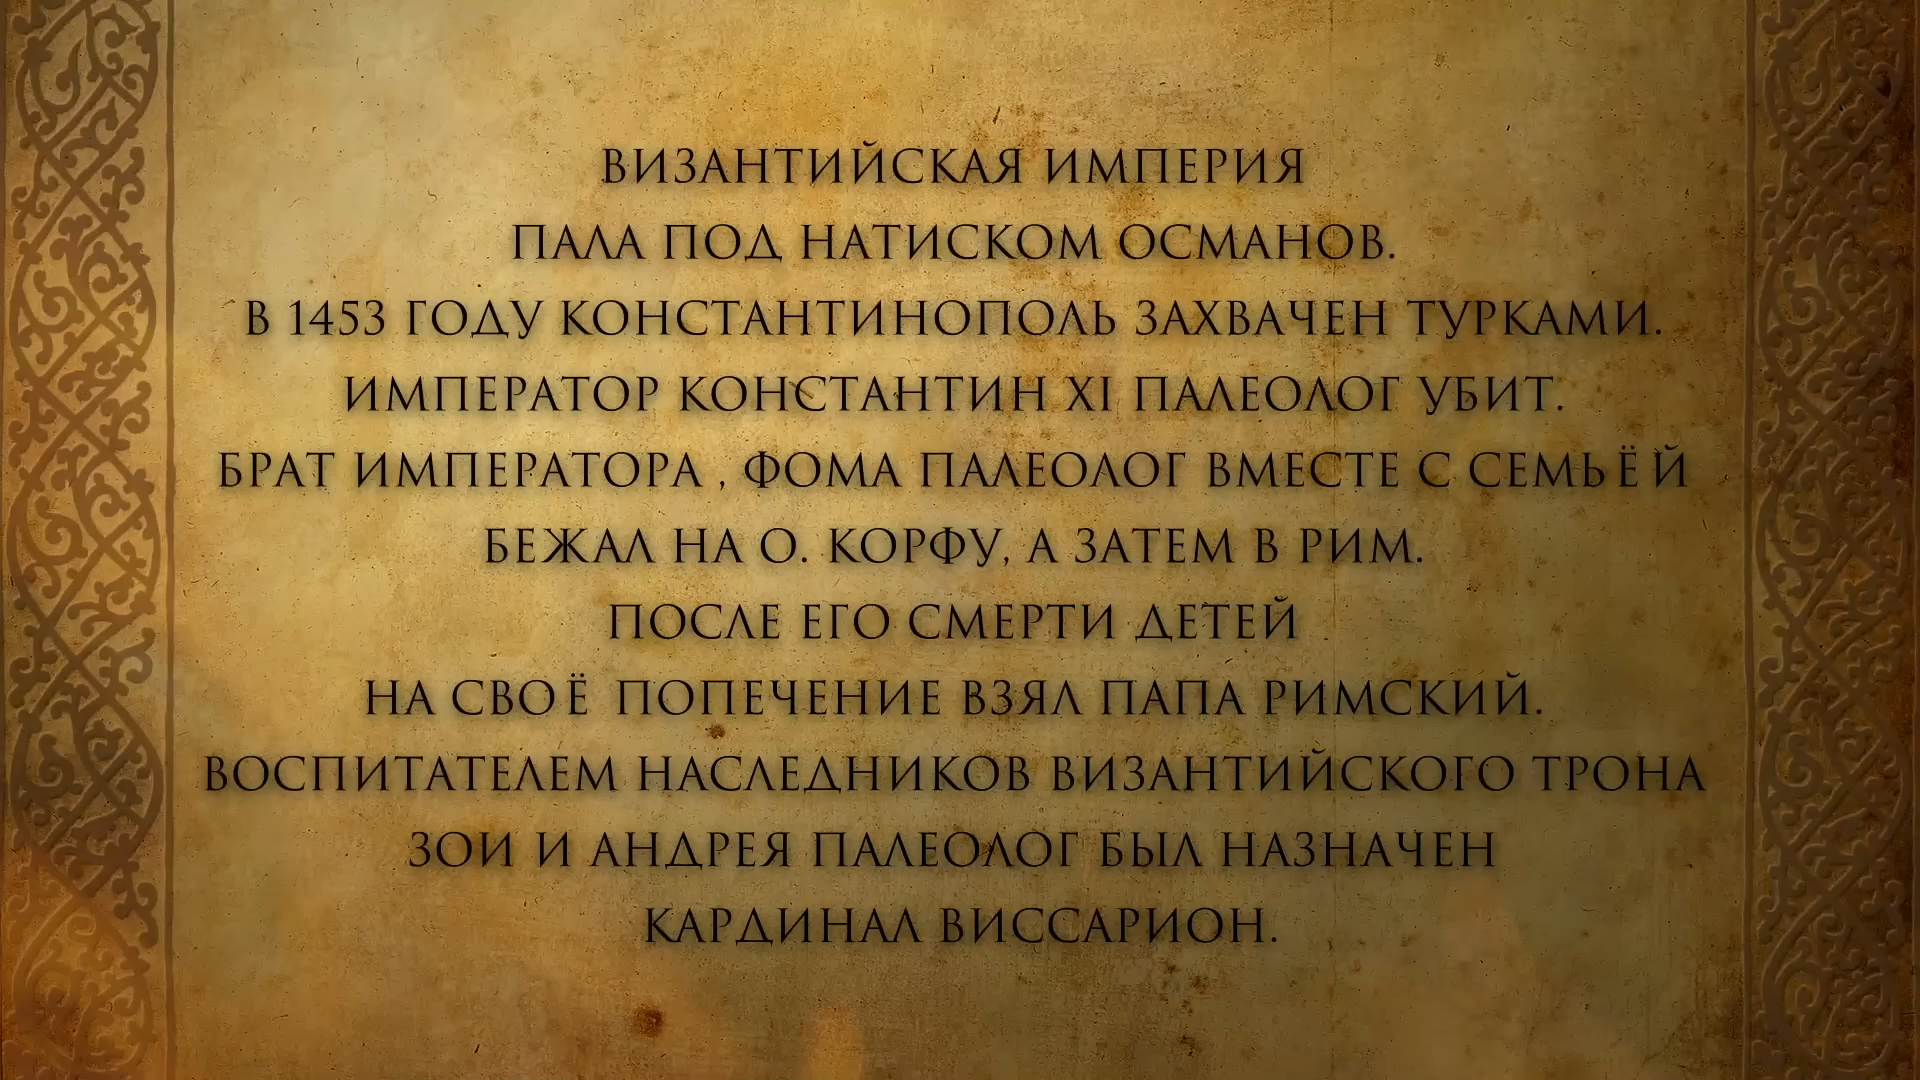 ВИЗАНТИЙСКАЯ ИМПЕРИЯ
ПАЛА ПОД НАТИСКОМ ОСМАНОВ.
В 1453 ГОДУ КОНСТАНТИНОПОЛЬ ЗАХВАЧЕН ТУРКАМИ.
ИМПЕРАТОР КОНСТАНТИН XI ПАЛЕОЛОГ УБИТ.
БРАТ ИМПЕРАТОРА , ФОМА ПАЛЕОЛОГ ВМЕСТЕ С СЕМЬЁЙ
БЕЖАЛ НА О. КОРФУ, А ЗАТЕМ В РИМ.
ПОСЛЕ ЕГО СМЕРТИ ДЕТЕЙ
НА СВОЁ ПОПЕЧЕНИЕ ВЗЯЛ ПАПА РИМСКИЙ.
ВОСПИТАТЕЛЕМ НАСЛЕДНИКОВ ВИЗАНТИЙСКОГО ТРОНА
ЗОИ И АНДРЕЯ ПАЛЕОЛОГ БЫЛ НАЗНАЧЕН
КАРДИНАЛ ВИССАРИОН.